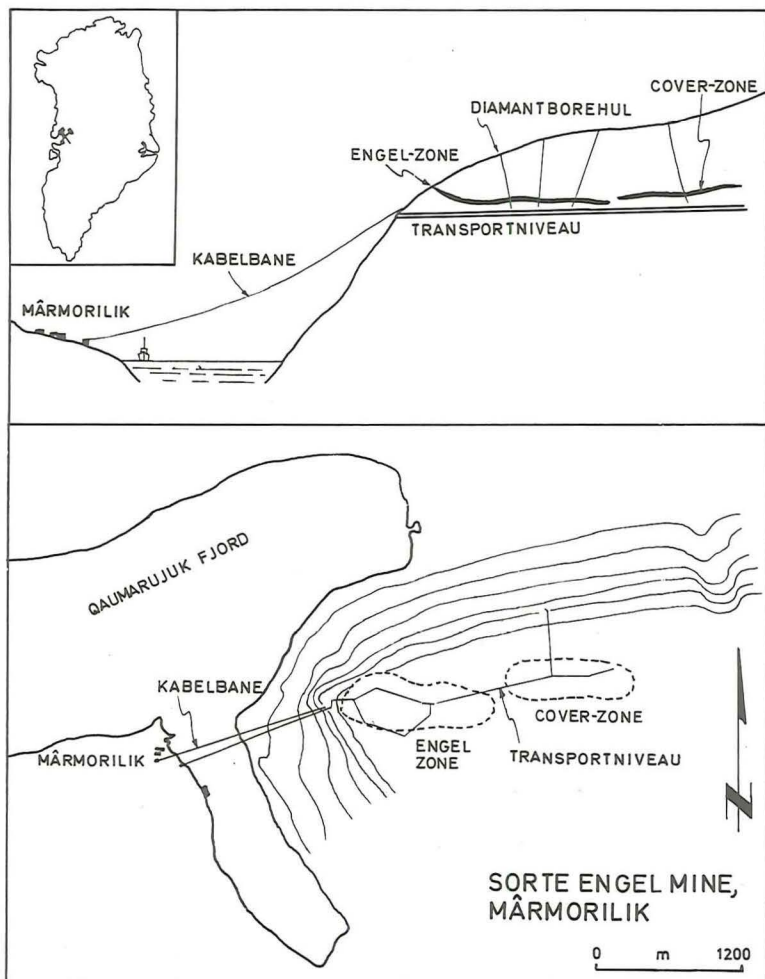 COVER-ZONE
DIAMANTBOREHUL
ENGEL-ZONE
TRANSPORTNIVEAU
KABELBANE
MÂRMORILIK
QAUMARUJUK FJORD
KABELBANE
MÂRMORILIK
COVER-ZONE
ENGEL
ZONE
TRANSPORTNIVEAU
N
SORTE ENGEL MINE,
MÂRMORILIK
0 m 1200